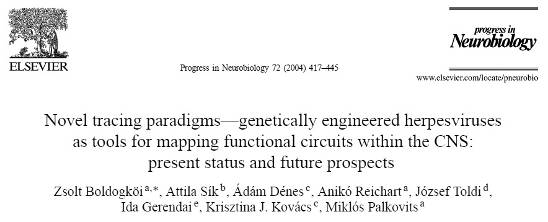 progress in
Neurobiology
ELSEVIER
Progress in Neurobiology 72 (2004) 417–445
www.elsevier.com/locate/pneurobio
Novel tracing paradigms—genetically engineered herpesviruses
as tools for mapping functional circuits within the CNS:
present status and future prospects
Zsolt Boldogkői a,*, Attila Sík b, Ádám Dénes c, Anikó Reichart a, József Toldi d,
Ida Gerendai e, Krisztina J. Kovács c, Miklós Palkovits a